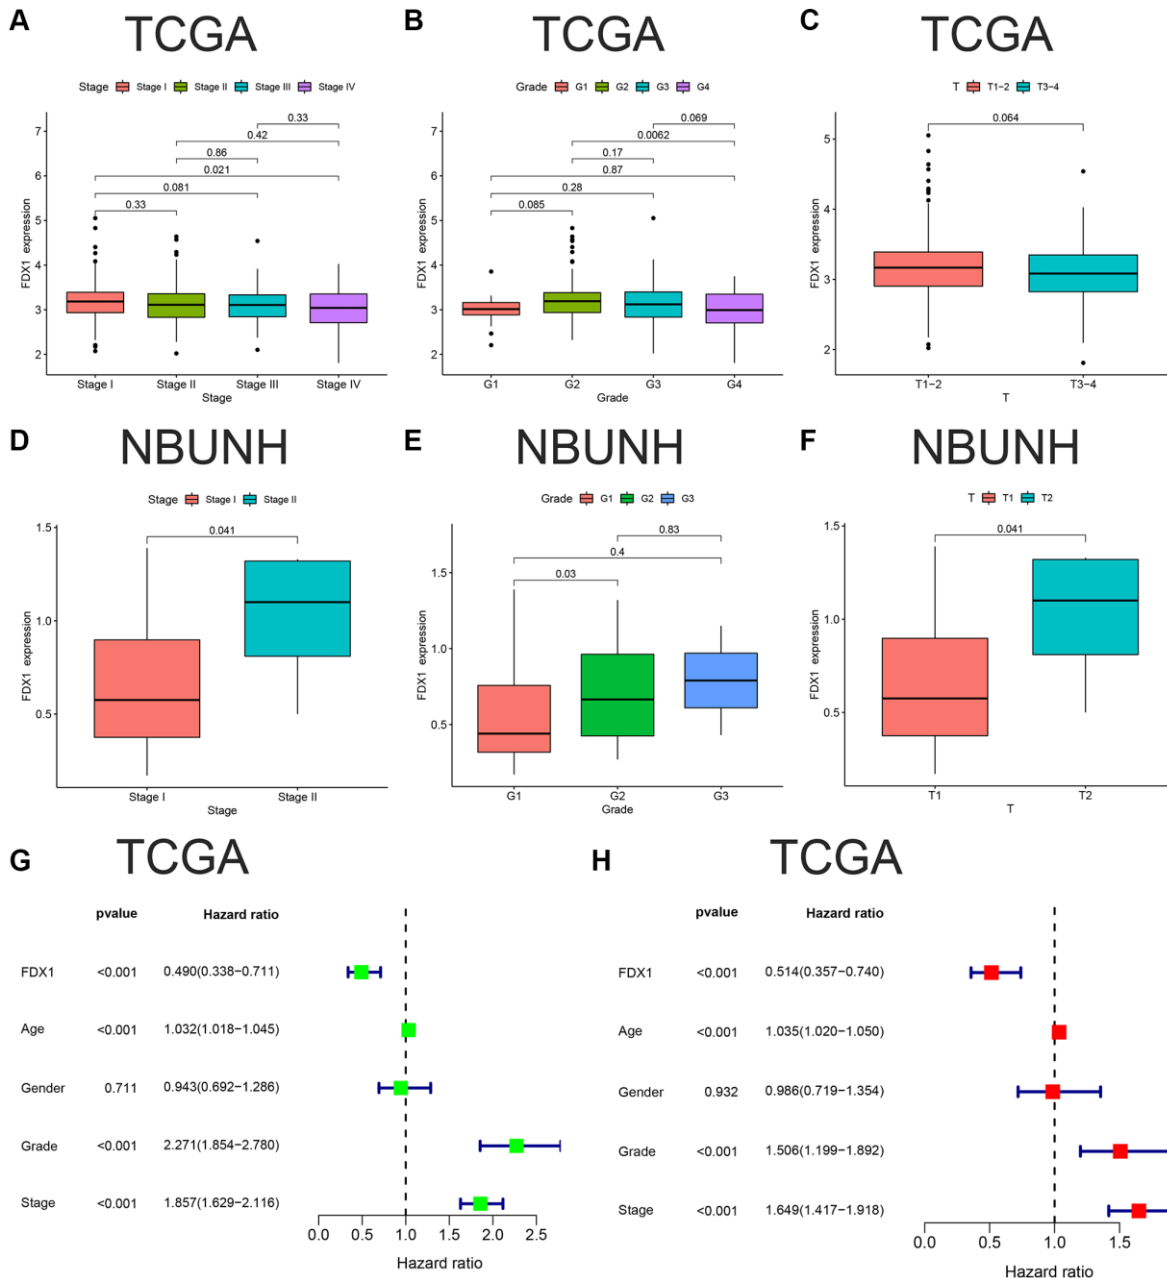 A TCGA
Stage Stage I Stage II Stage III Stage IV
FDX1 expression
7
6
5
4
3
2
0.33
0.42
0.86
0.021
0.081
0.33
Stage I Stage II Stage III Stage IV
Stage
B TCGA
Grade G1 G2 G3 G4
FDX1 expression
7
6
5
4
3
2
0.069
0.0062
0.17
0.87
0.28
0.085
G1 G2 G3 G4
Grade
C TCGA
T T1−2 T3−4
FDX1 expression
5
4
3
2
0.064
T1−2 T3−4
T
D NBUNH
Stage Stage I Stage II
FDX1 expression
1.5
1.0
0.5
0.041
Stage I Stage II
Stage
E NBUNH
Grade G1 G2 G3
FDX1 expression
1.5
1.0
0.5
0.83
0.4
0.03
G1 G2 G3
Grade
F NBUNH
T T1 T2
FDX1 expression
1.5
1.0
0.5
0.041
T1 T2
T
G TCGA
pvalue Hazard ratio
FDX1 <0.001 0.490(0.338−0.711)
Age <0.001 1.032(1.018−1.045)
Gender 0.711 0.943(0.692−1.286)
Grade <0.001 2.271(1.854−2.780)
Stage <0.001 1.857(1.629−2.116)
0.0 0.5 1.0 1.5 2.0 2.5
Hazard ratio
H TCGA
pvalue Hazard ratio
FDX1 <0.001 0.514(0.357−0.740)
Age <0.001 1.035(1.020−1.050)
Gender 0.932 0.986(0.719−1.354)
Grade <0.001 1.506(1.199−1.892)
Stage <0.001 1.649(1.417−1.918)
0.0 0.5 1.0 1.5
Hazard ratio